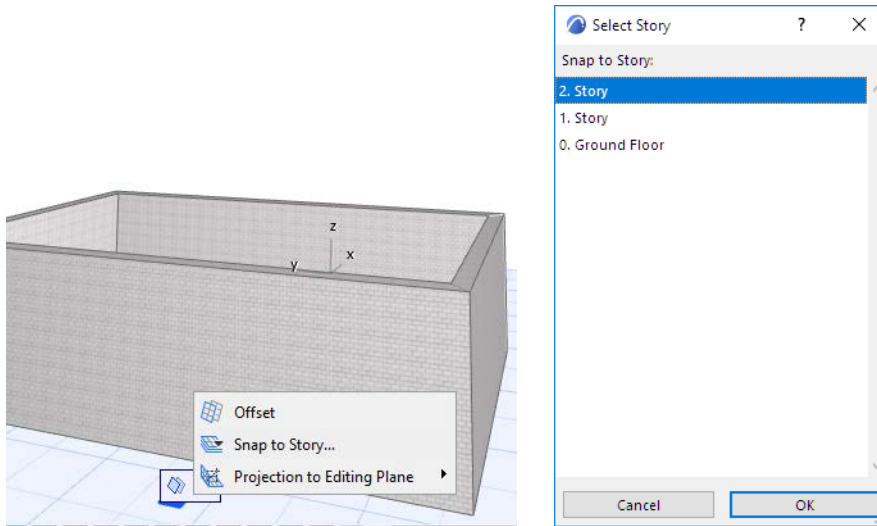 z
x
y
Offset
Snap to Story...
Projection to Editing Plane
Select Story
?
Snap to Story:
2. Story
1. Story
0. Ground Floor
Cancel
OK